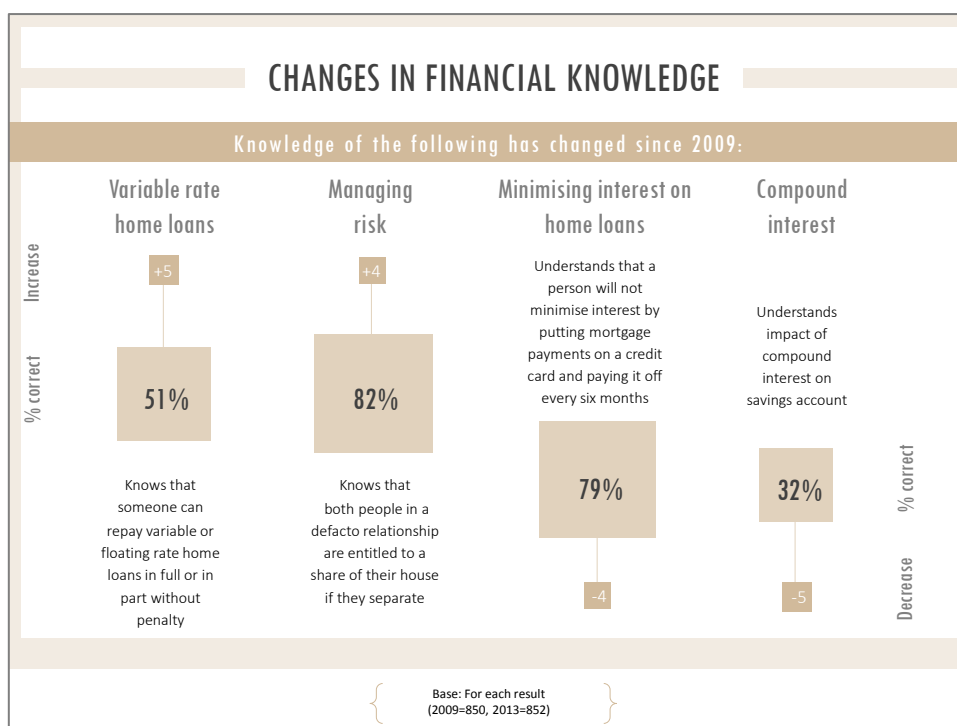 CHANGES IN FINANCIAL KNOWLEDGE
Knowledge of the following has changed since 2009:
Variable rate
home loans
Managing
risk
Minimising interest on
home loans
Compound
interest
Increase
+5
+4
Understands that a
person will not
minimise interest by
putting mortgage
payments on a credit
card and paying it off
every six months
Understands
impact of
compound
interest on
savings account
% correct
51%
82%
79%
32%
% correct
Knows that
someone can
repay variable or
floating rate home
loans in full or in
part without
penalty
Knows that
both people in a
defacto relationship
are entitled to a
share of their house
if they separate
-4
-5
Decrease
Base: For each result
(2009=850, 2013=852)